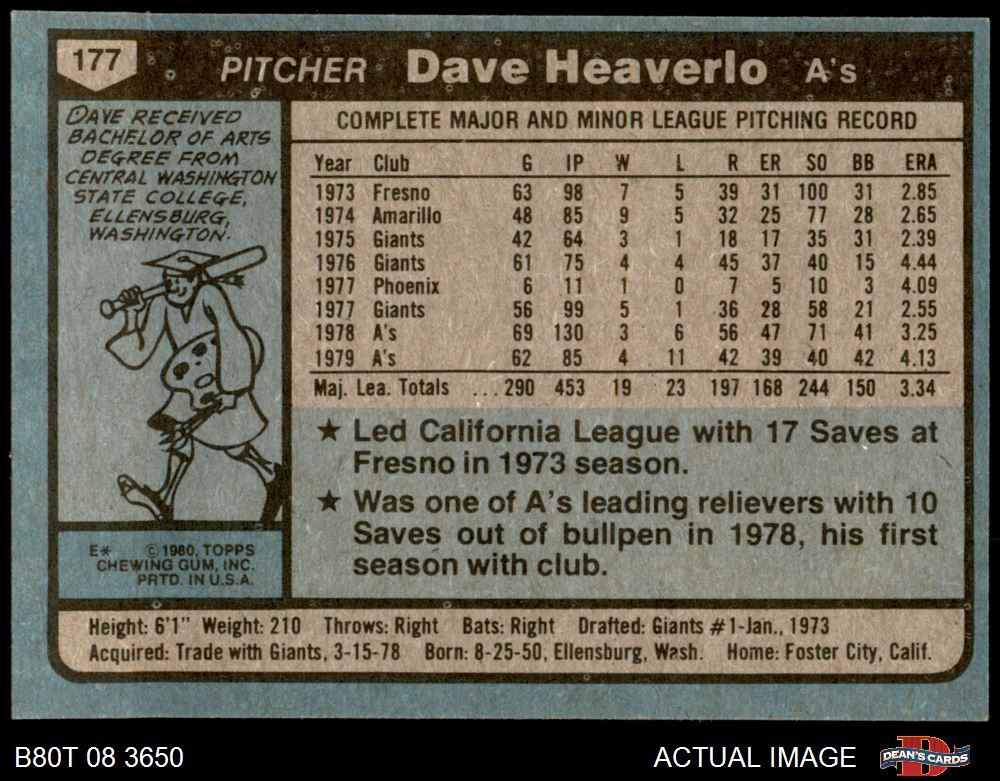 177 PITCHER Dave Heaverlo A's
DAVE RECEIVED
BACHELOR OF ARTS
DEGREE FROM
CENTRAL WASHINGTON
STATE COLLEGE,
ELLENSBURG,
WASHINGTON.
E* © 1980, TOPPS
CHEWING GUM, INC.
PRTD. IN U.S.A.
COMPLETE MAJOR AND MINOR LEAGUE PITCHING RECORD
Year Club G IP W L R ER SO BB ERA
1973 Fresno 63 98 7 5 39 31 100 31 2.85
1974 Amarillo 48 85 9 5 32 25 77 28 2.65
1975 Giants 42 64 3 1 18 17 35 31 2.39
1976 Giants 61 75 4 4 45 37 40 15 4.44
1977 Phoenix 6 11 1 0 7 5 10 3 4.09
1977 Giants 56 99 5 1 36 28 58 21 2.55
1978 A's 69 130 3 6 56 47 71 41 3.25
1979 A's 62 85 4 11 42 39 40 42 4.13
Maj. Lea. Totals ...290 453 19 23 197 168 244 150 3.34
★ Led California League with 17 Saves at
Fresno in 1973 season.
★ Was one of A's leading relievers with 10
Saves out of bullpen in 1978, his first
season with club.
Height: 6'1" Weight: 210 Throws: Right Bats: Right Drafted: Giants #1-Jan., 1973
Acquired: Trade with Giants, 3-15-78 Born: 8-25-50, Ellensburg, Wash. Home: Foster City, Calif.
B80T 08 3650 ACTUAL IMAGE DEAN'S CARDS